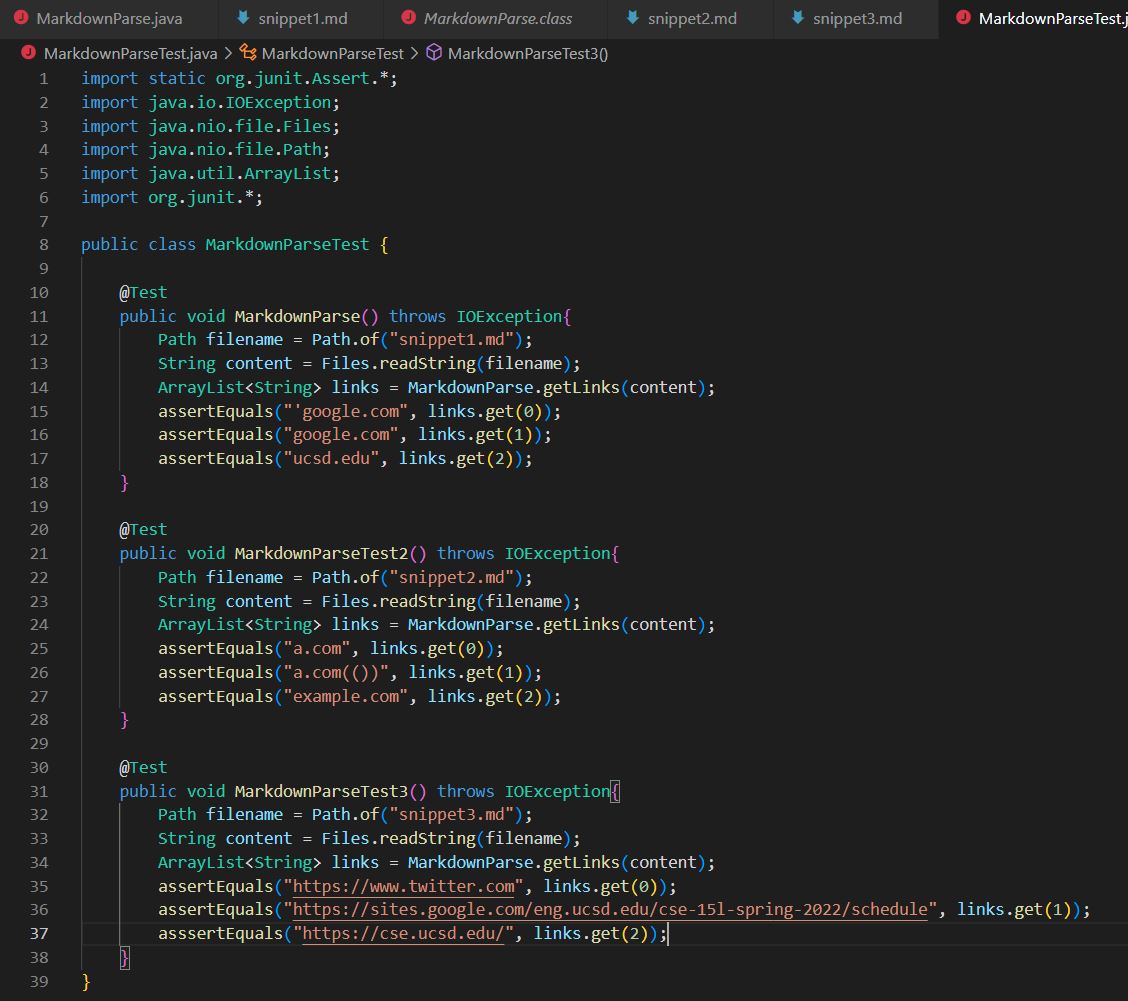 MarkdownParse.java snippet1.md MarkdownParse.class snippet2.md snippet3.md MarkdownParseTest.j
MarkdownParseTest.java > MarkdownParseTest > MarkdownParseTest3()
1 import static org.junit.Assert.*;
2 import java.io.IOException;
3 import java.nio.file.Files;
4 import java.nio.file.Path;
5 import java.util.ArrayList;
6 import org.junit.*;
7
8 public class MarkdownParseTest {
9
10 @Test
11 public void MarkdownParse() throws IOException{
12 Path filename = Path.of("snippet1.md");
13 String content = Files.readString(filename);
14 ArrayList<String> links = MarkdownParse.getLinks(content);
15 assertEquals("'google.com", links.get(0));
16 assertEquals("google.com", links.get(1));
17 assertEquals("ucsd.edu", links.get(2));
18 }
19
20 @Test
21 public void MarkdownParseTest2() throws IOException{
22 Path filename = Path.of("snippet2.md");
23 String content = Files.readString(filename);
24 ArrayList<String> links = MarkdownParse.getLinks(content);
25 assertEquals("a.com", links.get(0));
26 assertEquals("a.com(())", links.get(1));
27 assertEquals("example.com", links.get(2));
28 }
29
30 @Test
31 public void MarkdownParseTest3() throws IOException{
32 Path filename = Path.of("snippet3.md");
33 String content = Files.readString(filename);
34 ArrayList<String> links = MarkdownParse.getLinks(content);
35 assertEquals("https://www.twitter.com", links.get(0));
36 assertEquals("https://sites.google.com/eng.ucsd.edu/cse-15l-spring-2022/schedule", links.get(1));
37 asssertEquals("https://cse.ucsd.edu/", links.get(2));
38 }
39 }